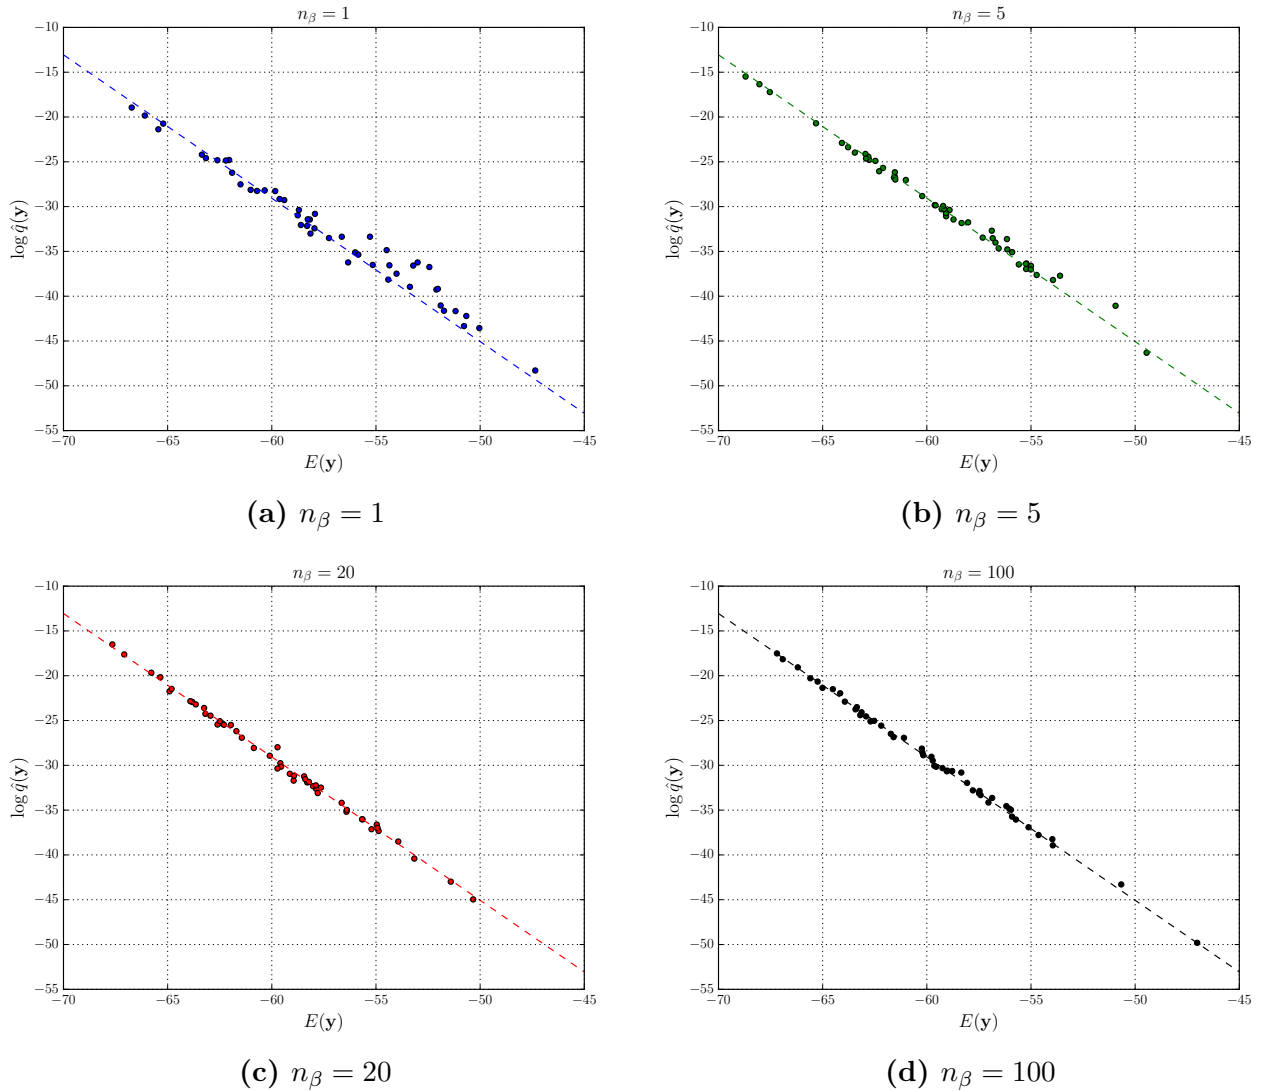 n_β = 1
−10
−15
−20
−25
−30
−35
−40
−45
−50
−55
log q̂(y)
−70 −65 −60 −55 −50 −45
E(y)
(a) n_β = 1
n_β = 5
−10
−15
−20
−25
−30
−35
−40
−45
−50
−55
log q̂(y)
−70 −65 −60 −55 −50 −45
E(y)
(b) n_β = 5
n_β = 20
−10
−15
−20
−25
−30
−35
−40
−45
−50
−55
log q̂(y)
−70 −65 −60 −55 −50 −45
E(y)
(c) n_β = 20
n_β = 100
−10
−15
−20
−25
−30
−35
−40
−45
−50
−55
log q̂(y)
−70 −65 −60 −55 −50 −45
E(y)
(d) n_β = 100